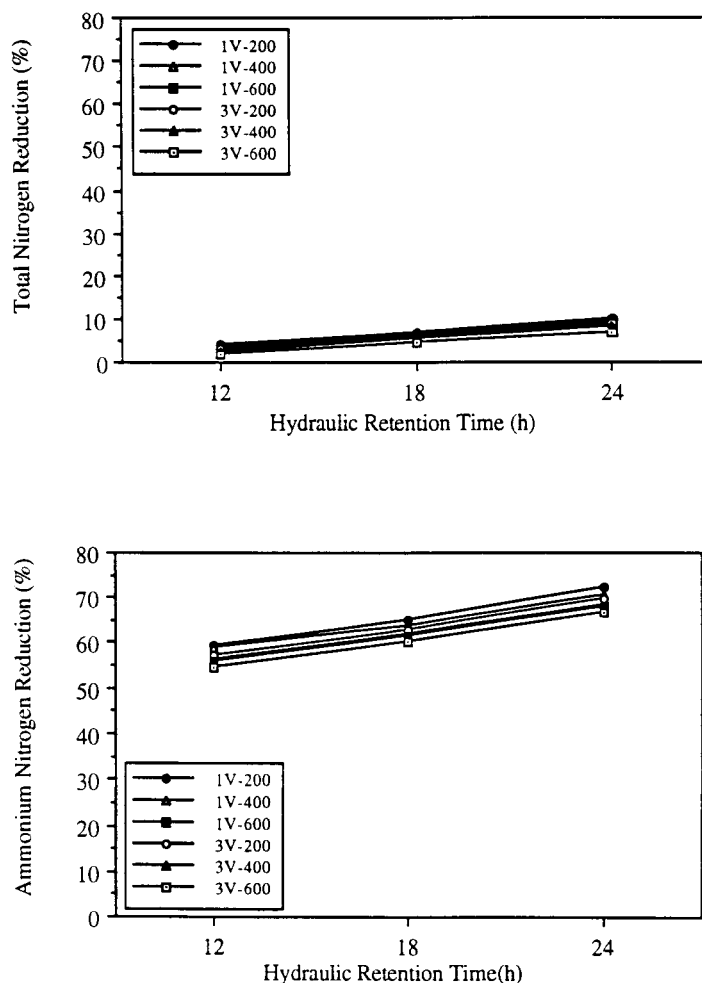 Total Nitrogen Reduction (%)
80
70
60
50
40
30
20
10
0
1V-200
1V-400
1V-600
3V-200
3V-400
3V-600
12 18 24
Hydraulic Retention Time (h)
Ammonium Nitrogen Reduction (%)
80
70
60
50
40
30
20
10
0
1V-200
1V-400
1V-600
3V-200
3V-400
3V-600
12 18 24
Hydraulic Retention Time(h)